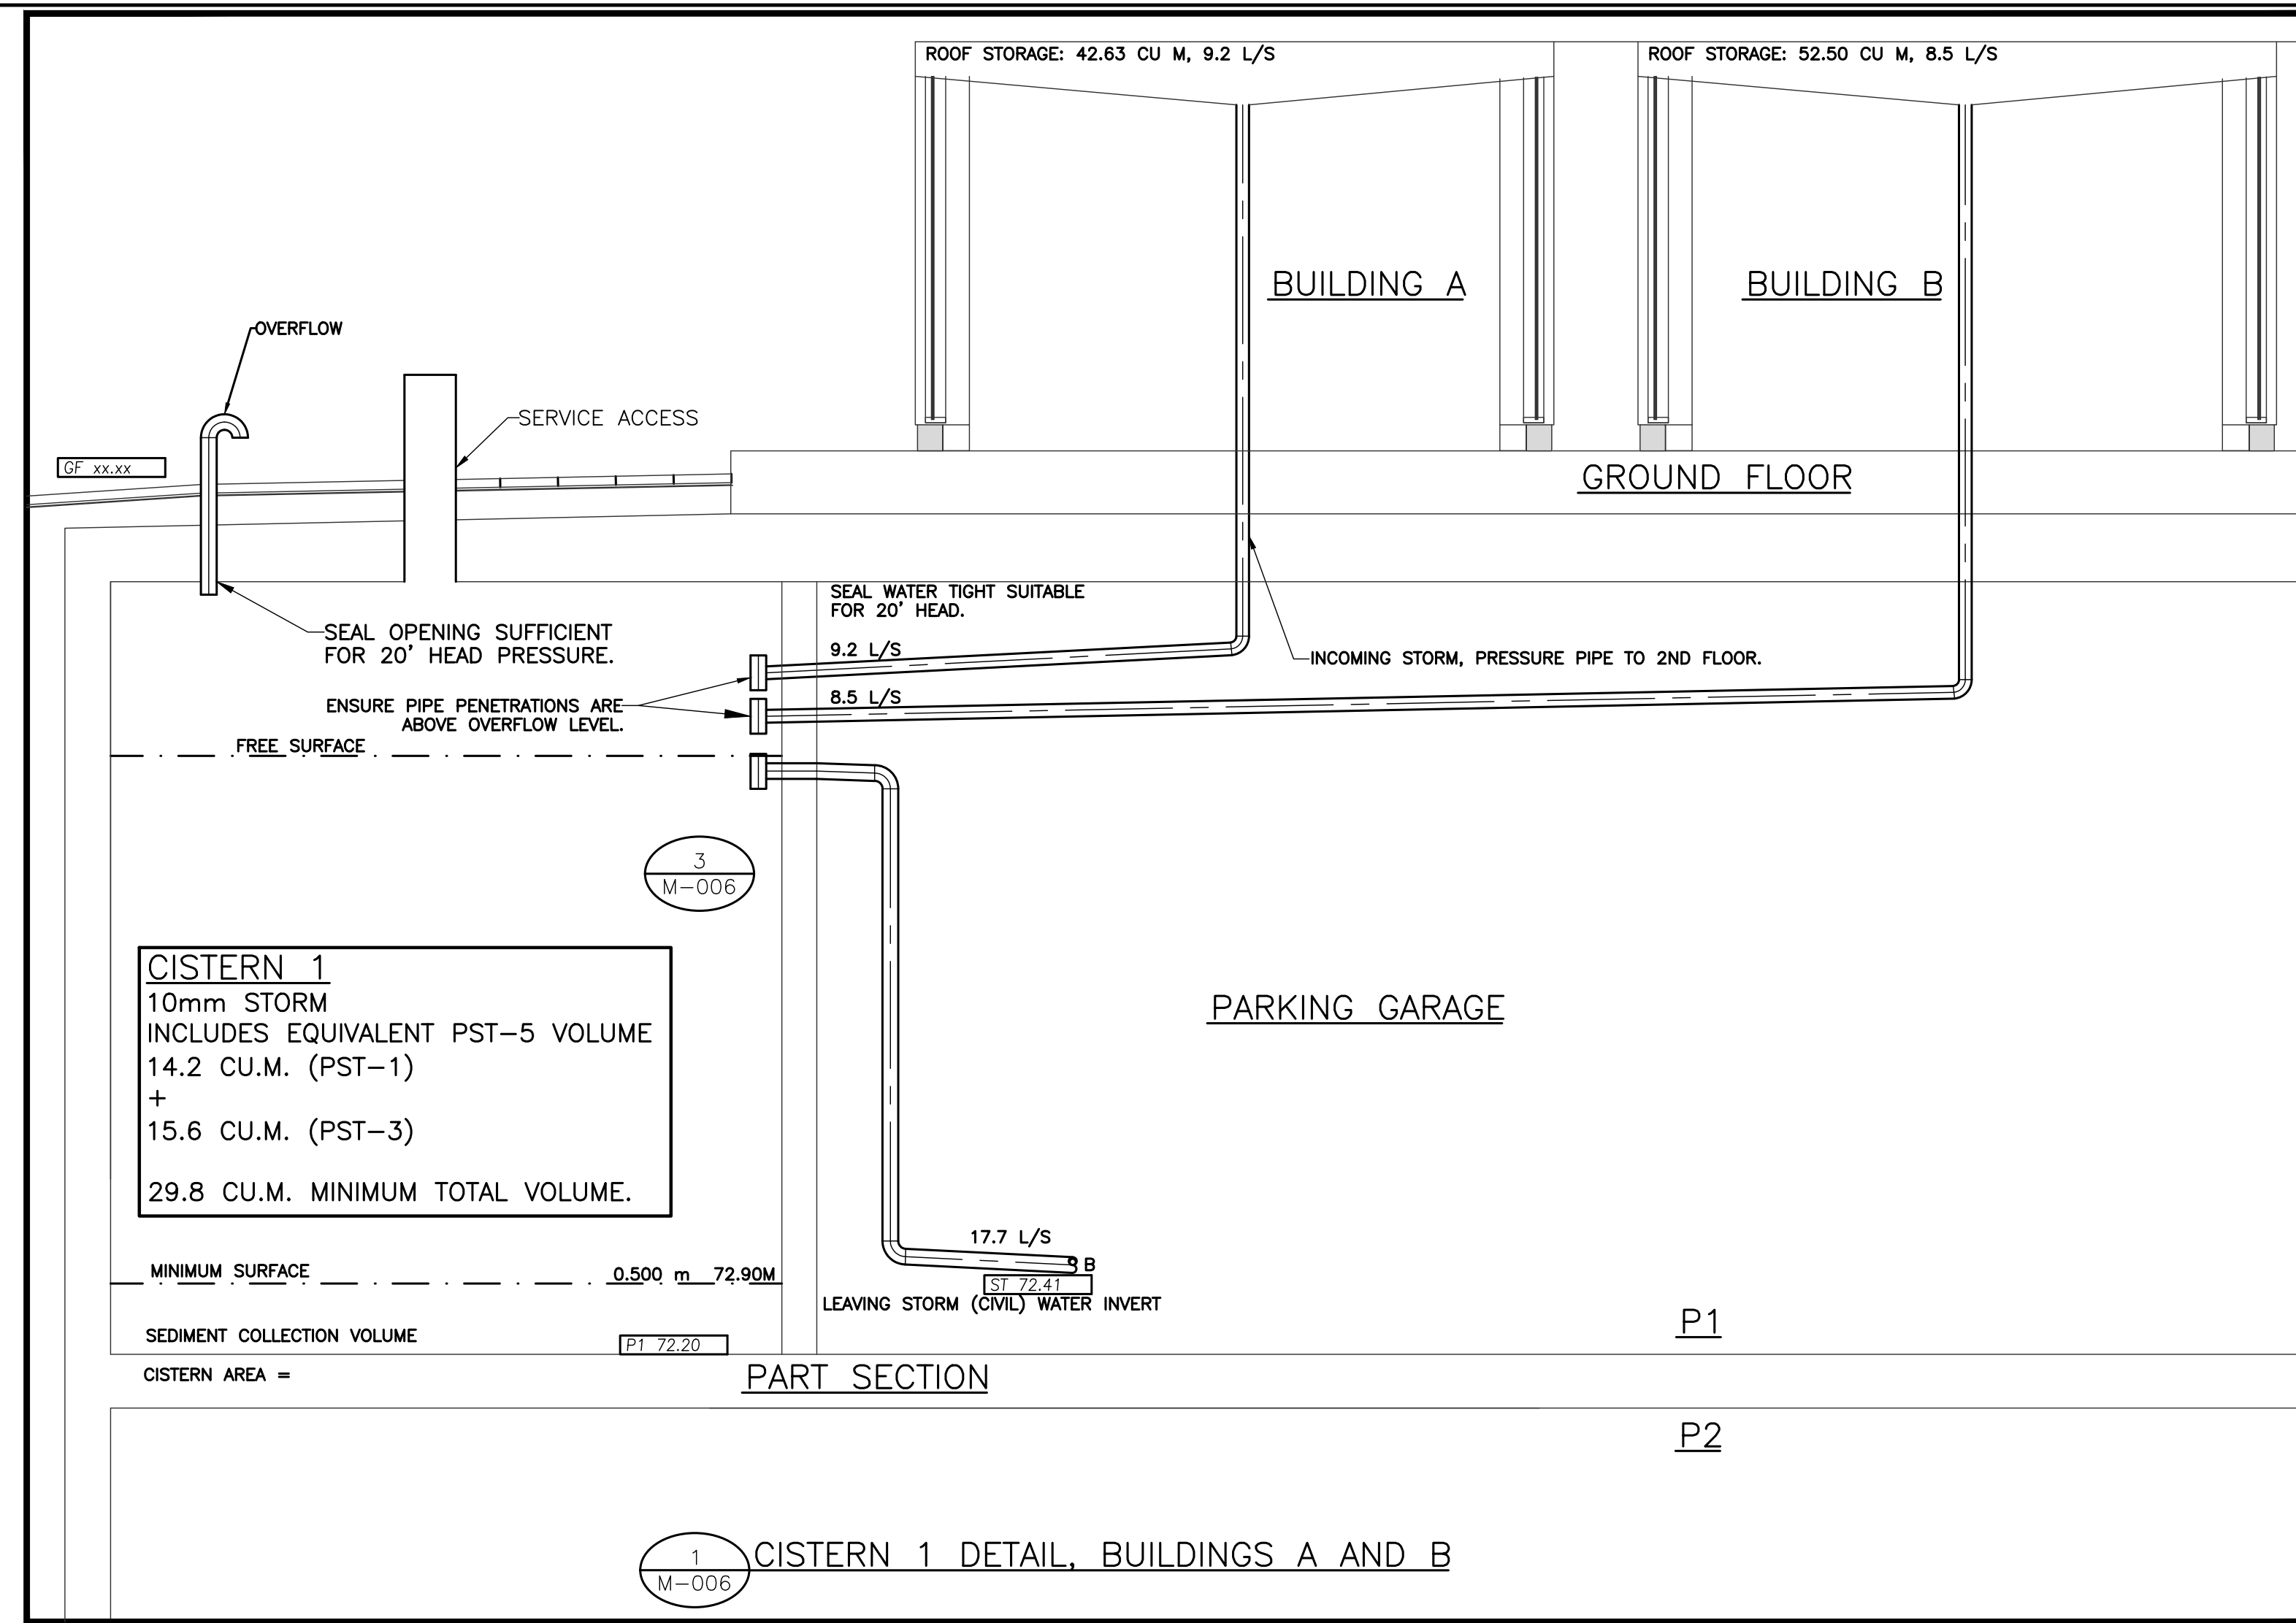 ROOF STORAGE: 42.63 CU M, 9.2 L/S
ROOF STORAGE: 52.50 CU M, 8.5 L/S
BUILDING A
BUILDING B
OVERFLOW
SERVICE ACCESS
GF xx.xx
GROUND FLOOR
SEAL WATER TIGHT SUITABLE
FOR 20' HEAD.
SEAL OPENING SUFFICIENT
FOR 20' HEAD PRESSURE.
9.2 L/S
INCOMING STORM, PRESSURE PIPE TO 2ND FLOOR.
8.5 L/S
ENSURE PIPE PENETRATIONS ARE
ABOVE OVERFLOW LEVEL.
FREE SURFACE
3
M-006
CISTERN 1
10mm STORM
INCLUDES EQUIVALENT PST-5 VOLUME
14.2 CU.M. (PST-1)
+
15.6 CU.M. (PST-3)
29.8 CU.M. MINIMUM TOTAL VOLUME.
PARKING GARAGE
17.7 L/S
B
ST 72.41
LEAVING STORM (CIVIL) WATER INVERT
MINIMUM SURFACE
0.500 m 72.90M
SEDIMENT COLLECTION VOLUME
P1 72.20
P1
CISTERN AREA =
PART SECTION
P2
1
M-006
CISTERN 1 DETAIL, BUILDINGS A AND B